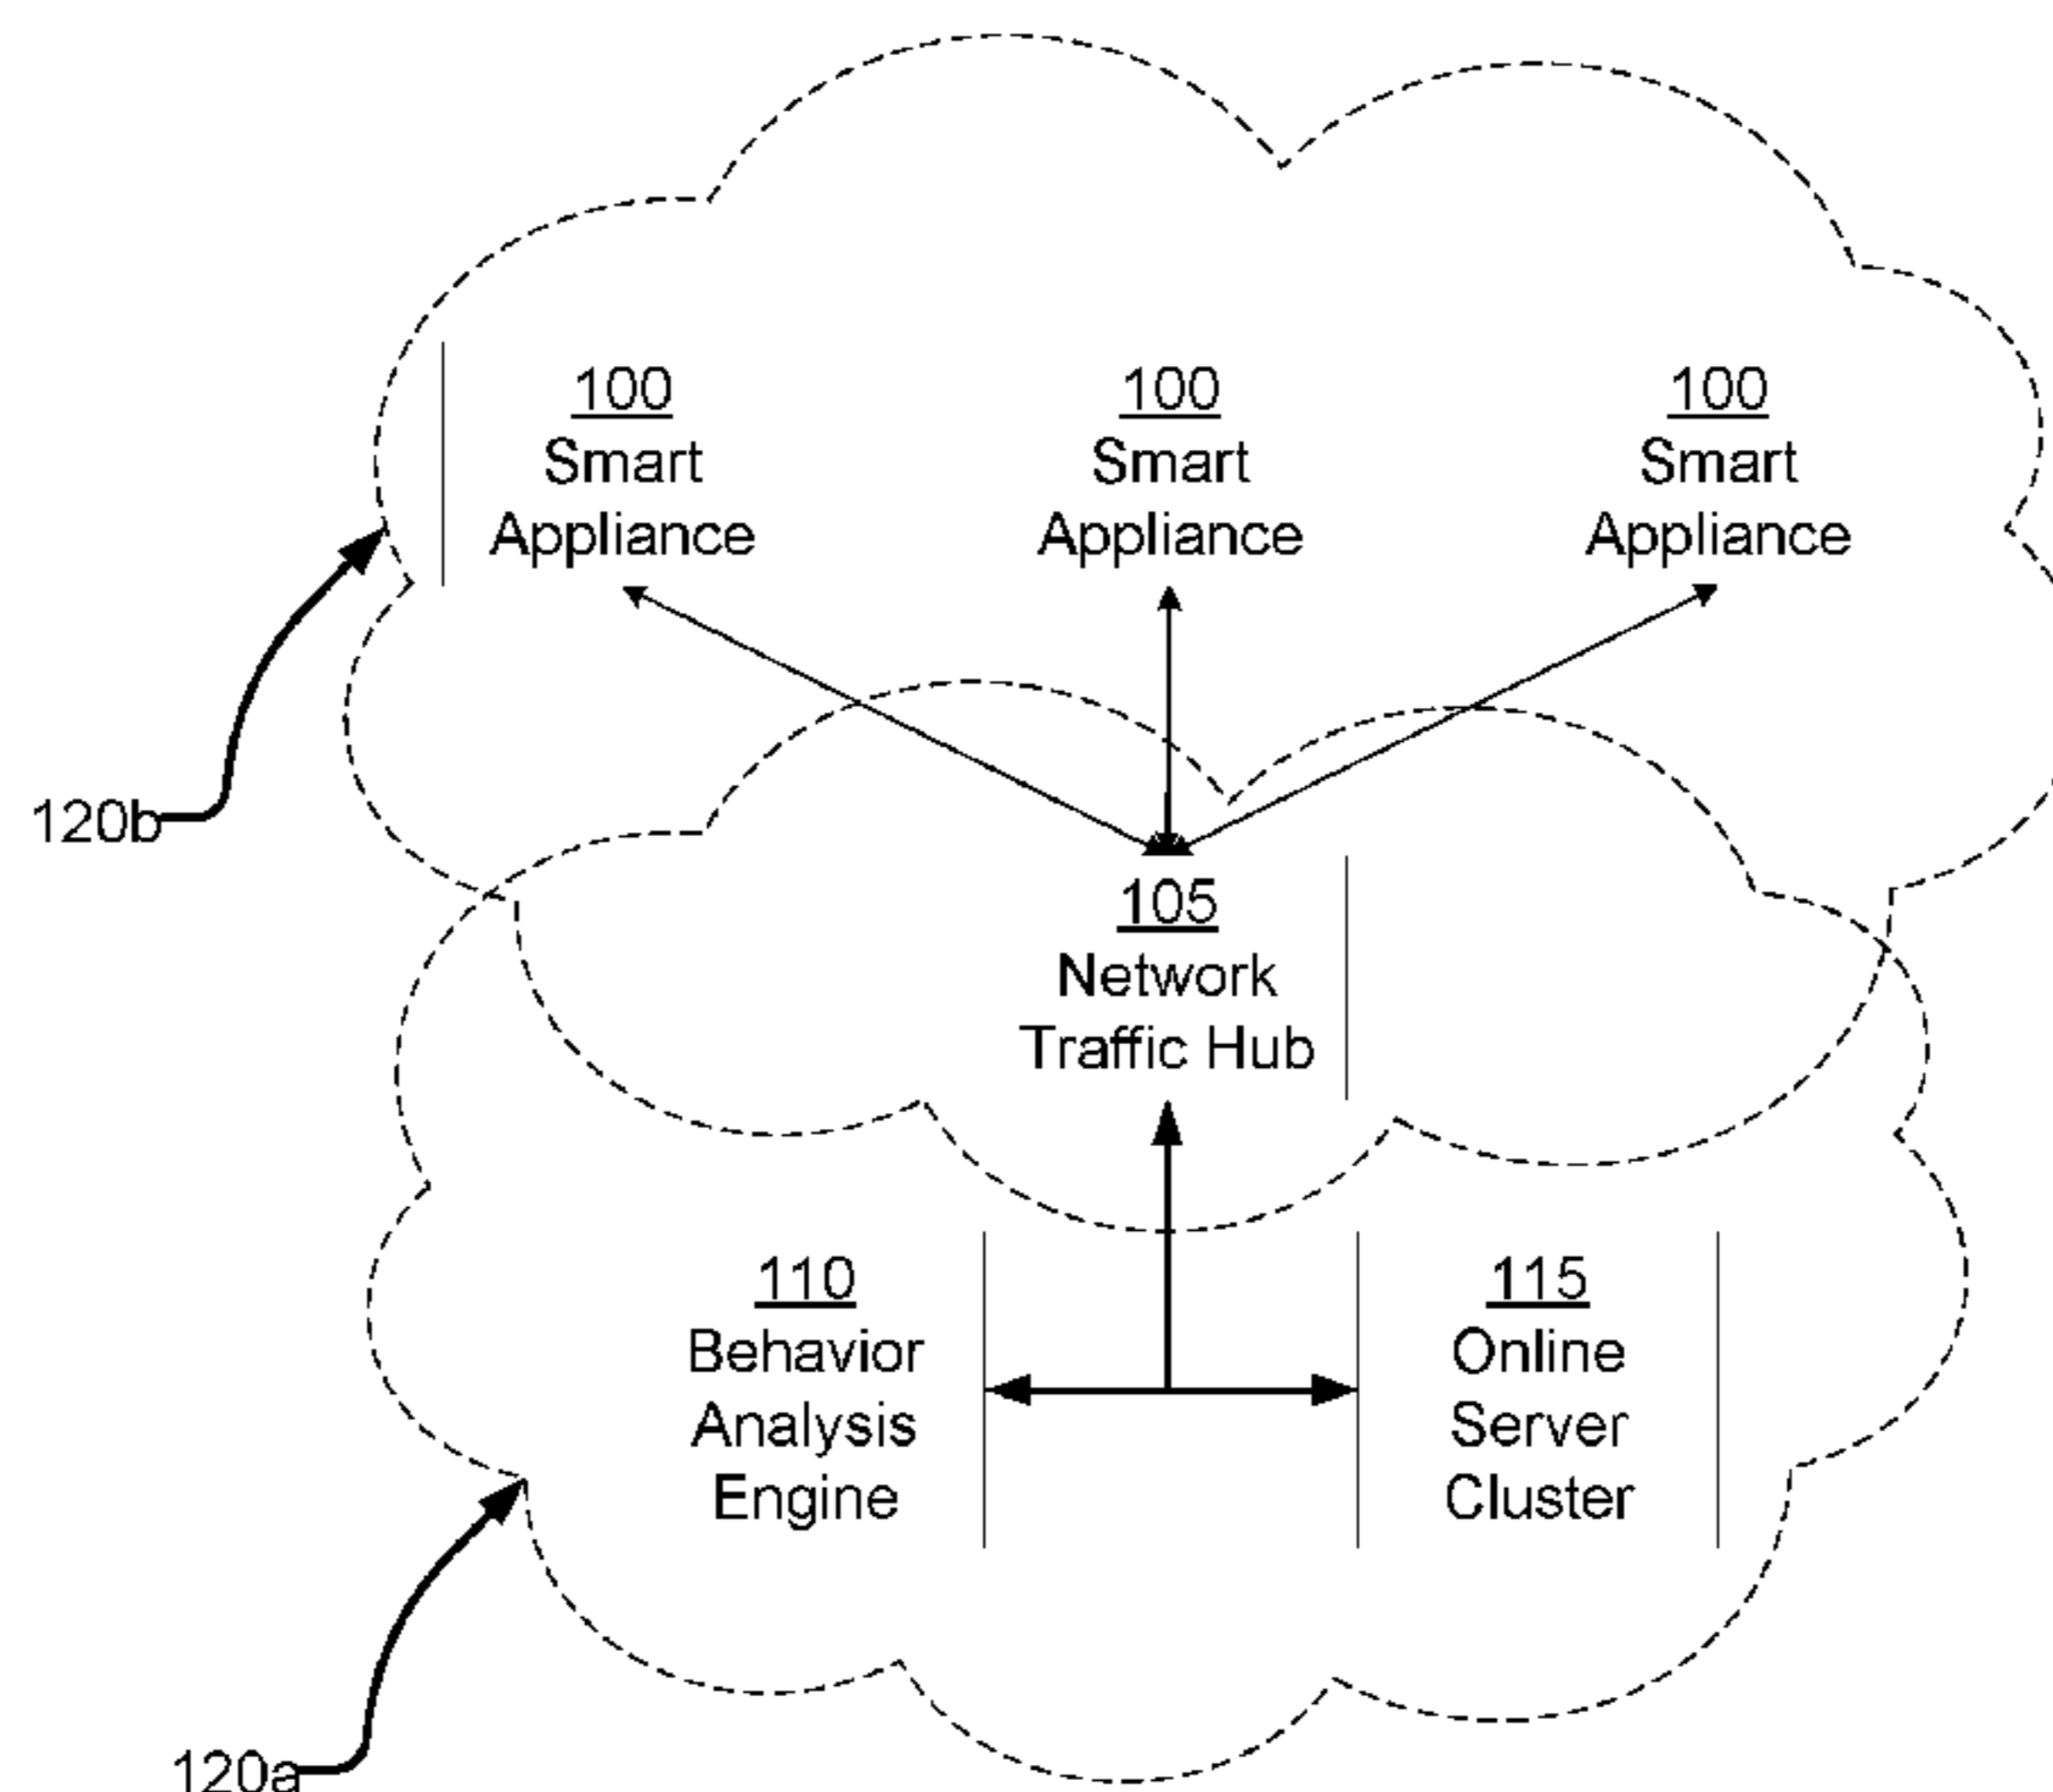 100 100 100
Smart Smart Smart
Appliance Appliance Appliance
120b
105
Network
Traffic Hub
110 115
Behavior Online
Analysis Server
Engine Cluster
120a